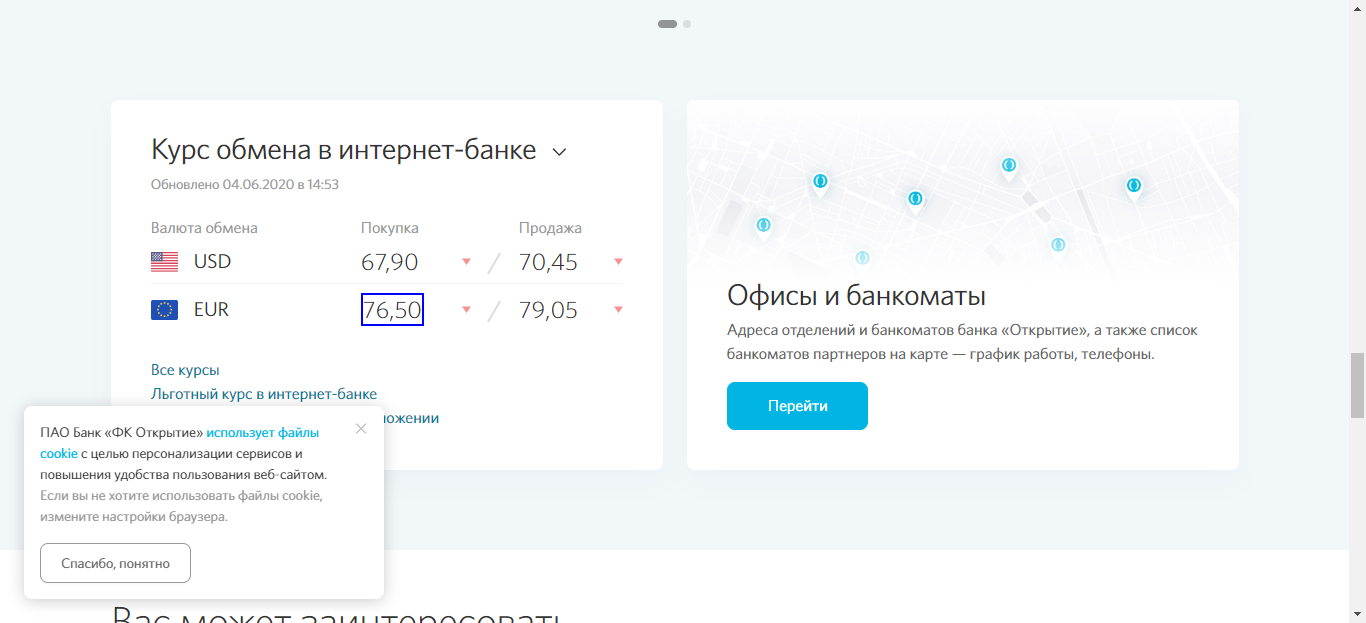 Курс обмена в интернет-банке
Обновлено 04.06.2020 в 14:53
Валюта обмена Покупка Продажа
USD 67,90 / 70,45
EUR 76,50 / 79,05
Все курсы
Льготный курс в интернет-банке
ложении
Офисы и банкоматы
Адреса отделений и банкоматов банка «Открытие», а также список
банкоматов партнеров на карте — график работы, телефоны.
Перейти
ПАО Банк «ФК Открытие» использует файлы
cookie с целью персонализации сервисов и
повышения удобства пользования веб-сайтом.
Если вы не хотите использовать файлы cookie,
измените настройки браузера.
Спасибо, понятно
Вас может заинтересовать